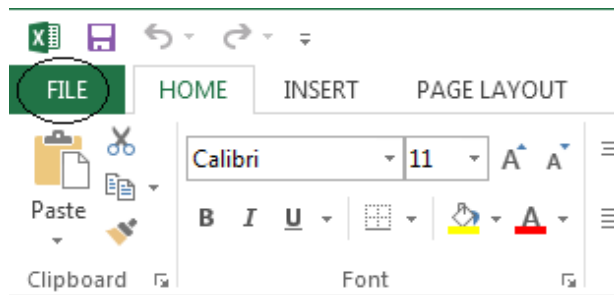 FILE HOME INSERT PAGE LAYOUT
Calibri 11 A A
Paste B I U A
Clipboard Font